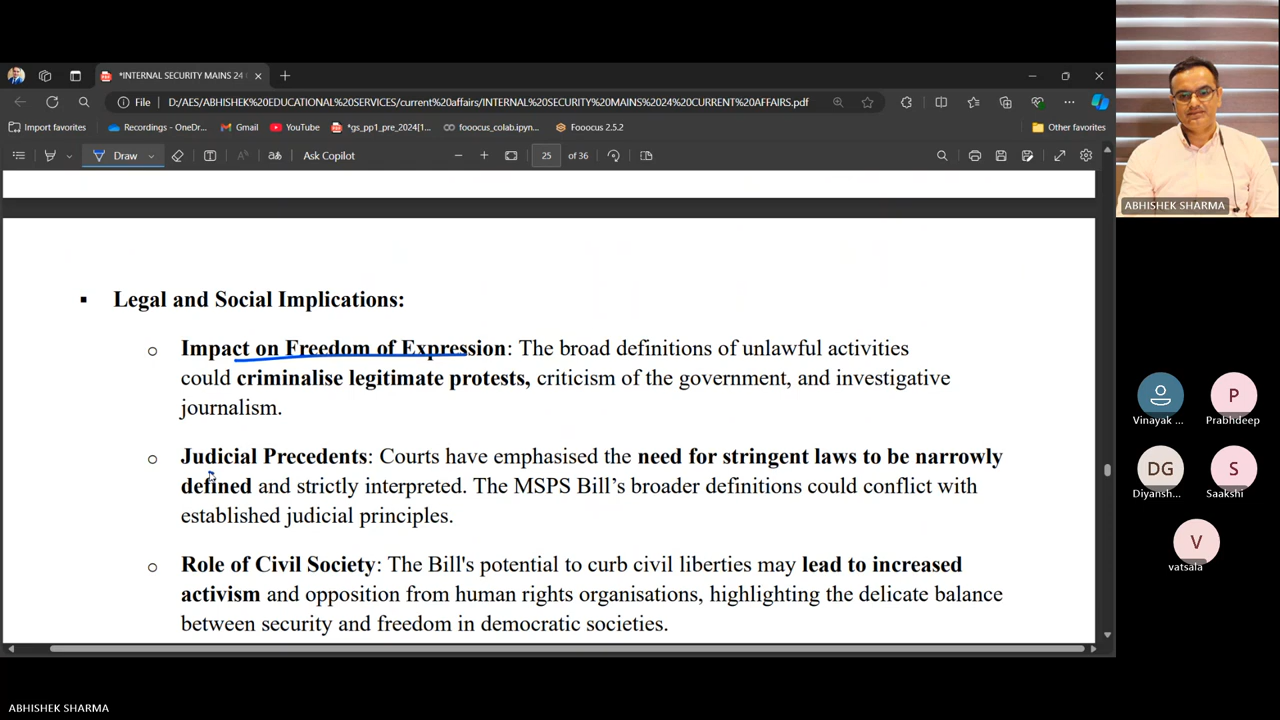 *INTERNAL SECURITY MAINS 24
File
D:/AES/ABHISHEK%20EDUCATIONAL%20SERVICES/current%20affairs/INTERNAL%20SECURITY%20MAINS%202024%20CURRENT%20AFFAIRS.pdf
Import favorites
Recordings - OneDr...
Gmail
YouTube
*gs_pp1_pre_2024[1...
fooocus_colab.ipyn...
Fooocus 2.5.2
Other favorites
Draw
Ask Copilot
25 of 36
▪ Legal and Social Implications:
o Impact on Freedom of Expression: The broad definitions of unlawful activities
could criminalise legitimate protests, criticism of the government, and investigative
journalism.
o Judicial Precedents: Courts have emphasised the need for stringent laws to be narrowly
defined and strictly interpreted. The MSPS Bill’s broader definitions could conflict with
established judicial principles.
o Role of Civil Society: The Bill's potential to curb civil liberties may lead to increased
activism and opposition from human rights organisations, highlighting the delicate balance
between security and freedom in democratic societies.
ABHISHEK SHARMA
Vinayak ...
P
Prabhdeep
DG
Diyansh...
S
Saakshi
V
vatsala
ABHISHEK SHARMA